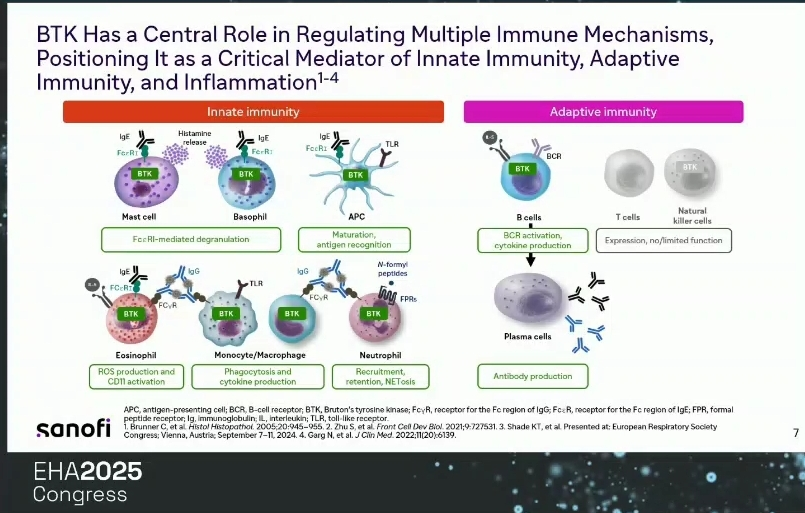 BTK Has a Central Role in Regulating Multiple Immune Mechanisms,
Positioning It as a Critical Mediator of Innate Immunity, Adaptive
Immunity, and Inflammation1-4
Innate immunity
Adaptive immunity
IgE
FcεRI
Histamine
release
IgE
FcεRI
IgE
FcεRI
TLR
BTK
BTK
BTK
Mast cell
Basophil
APC
FcεRI-mediated degranulation
Maturation,
antigen recognition
IL-5
BCR
BTK
BTK
B cells
T cells
Natural
killer cells
BCR activation,
cytokine production
Expression, no/limited function
IgE
FcεRI
IgG
FCγR
TLR
IgG
FCγR
N-formyl
peptides
FPRs
BTK
BTK
BTK
BTK
Eosinophil
Monocyte/Macrophage
Neutrophil
ROS production and
CD11 activation
Phagocytosis and
cytokine production
Recruitment,
retention, NETosis
Plasma cells
Antibody production
APC, antigen-presenting cell; BCR, B-cell receptor; BTK, Bruton's tyrosine kinase; FcγR, receptor for the Fc region of IgG; FcεR, receptor for the Fc region of IgE; FPR, formal
peptide receptor; Ig, immunoglobulin; IL, interleukin; TLR, toll-like receptor.
1. Brunner C, et al. Histol Histopathol. 2005;20:945–955. 2. Zhu S, et al. Front Cell Dev Biol. 2021;9:727531. 3. Shade KT, et al. Presented at: European Respiratory Society
Congress; Vienna, Austria; September 7–11, 2024. 4. Garg N, et al. J Clin Med. 2022;11(20):6139.
sanofi
7
EHA2025
Congress